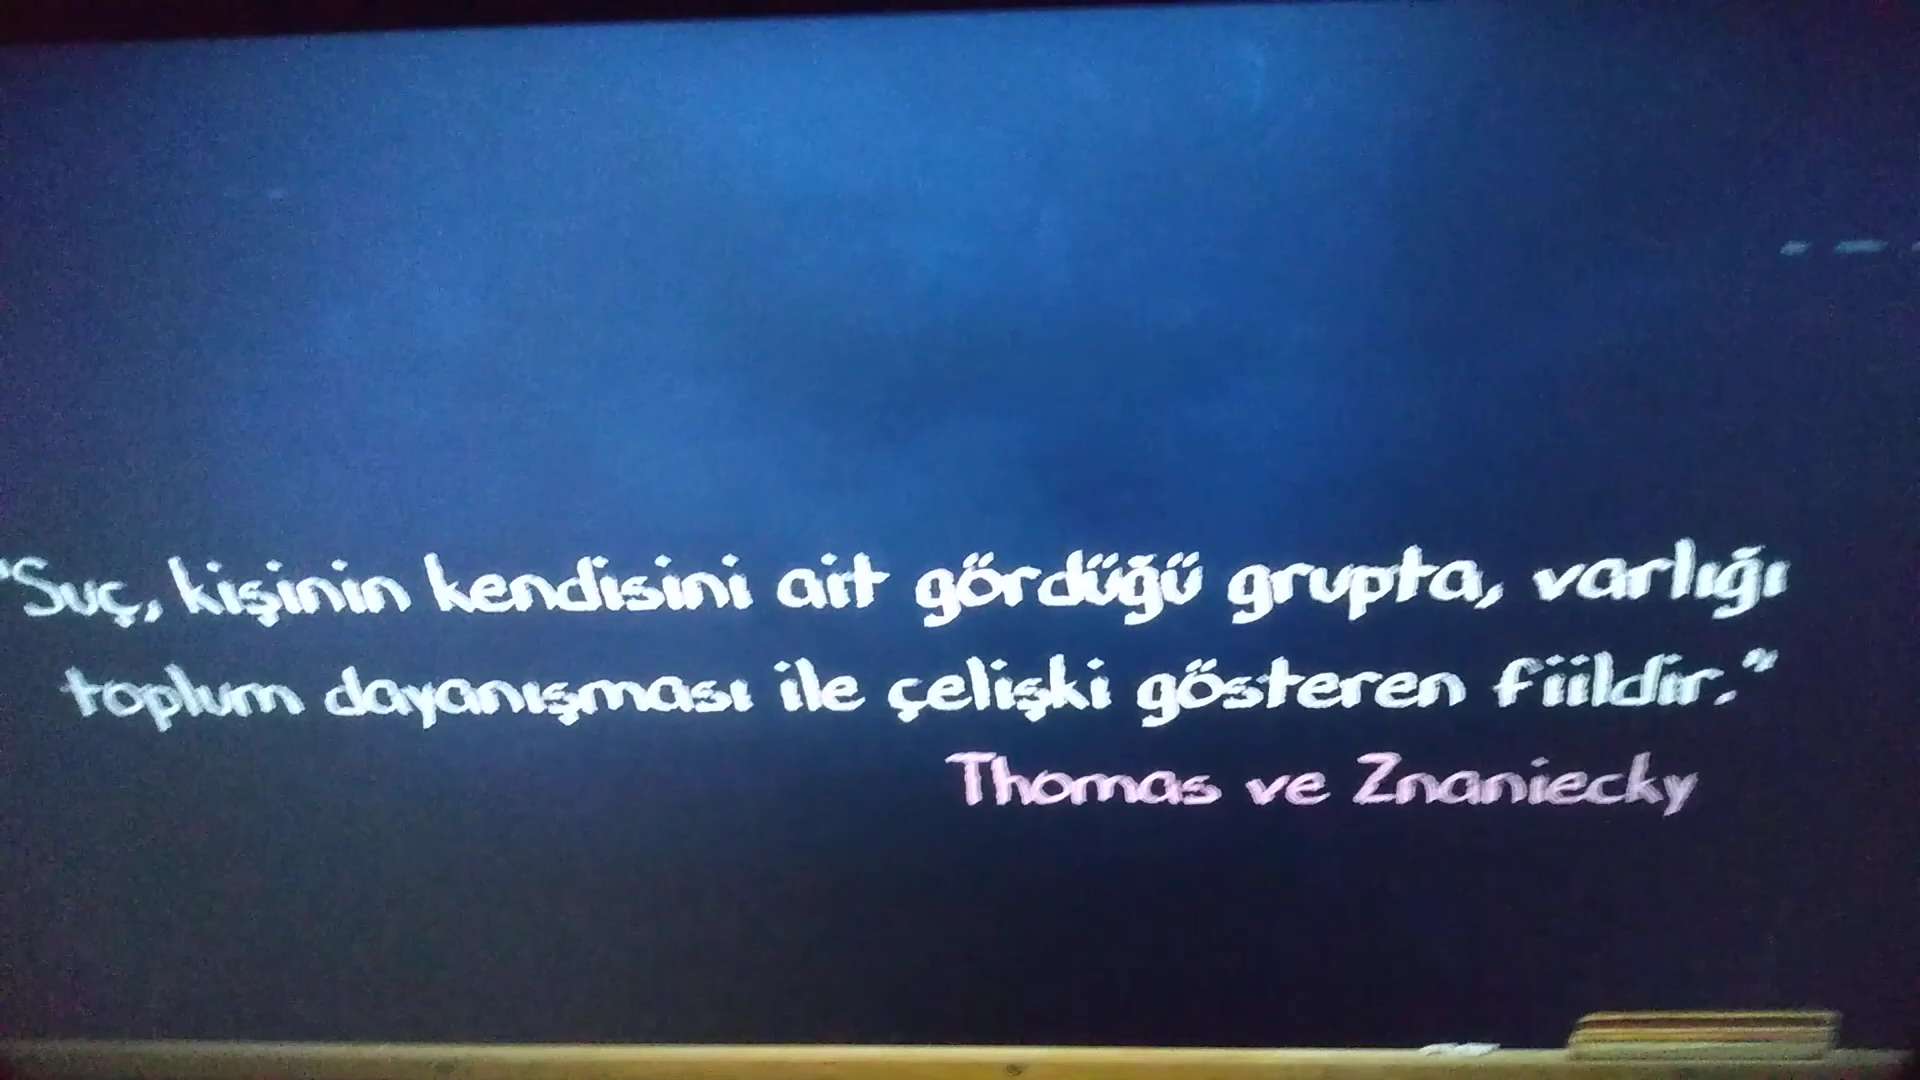 "Suç, kişinin kendisini ait gördüğü grupta, varlığı
toplum dayanışması ile çelişki gösteren fiildir."
Thomas ve Znaniecky